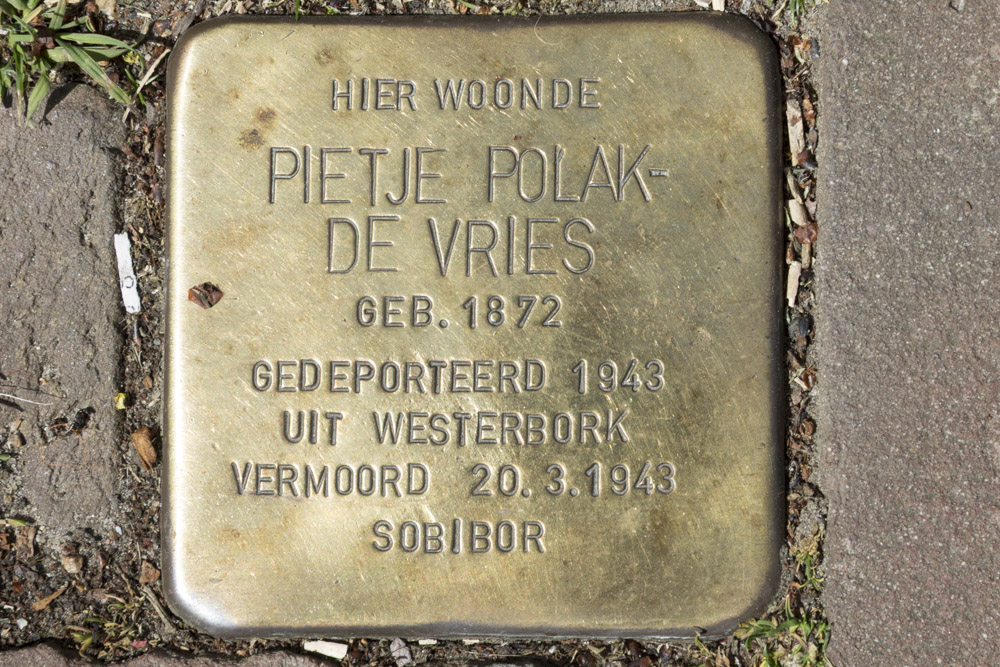 HIER WOONDE
PIETJE POLAK-
DE VRIES
GEB. 1872
GEDEPORTEERD 1943
UIT WESTERBORK
VERMOORD 20.3.1943
SOBIBOR